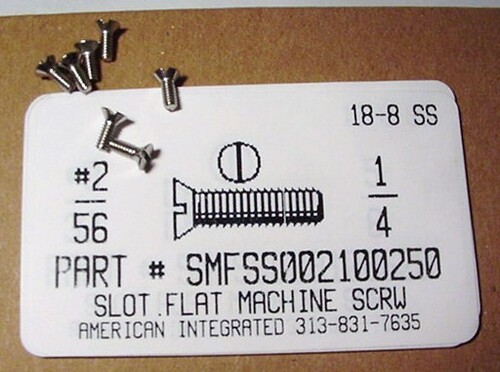 18-8 SS
#2
56
1
4
PART # SMFSS002100250
SLOT.FLAT MACHINE SCRW
AMERICAN INTEGRATED 313-831-7635